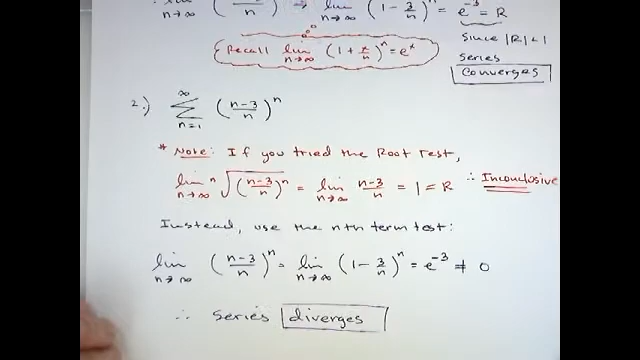 lim n→∞ (    /n)^n ⇒ lim n→∞ (1 - 3/n)^n = e^-3 = R
Since |R| < 1
Series
Converges
Recall lim n→∞ (1 + x/n)^n = e^x
2.) ∞ Σ n=1 ((n-3)/n)^n
* Note: If you tried the Root Test,
lim n→∞ ⁿ√((n-3)/n)^n = lim n→∞ (n-3)/n = 1 = R ∴ Inconclusive
Instead, use the nth term test:
lim n→∞ ((n-3)/n)^n = lim n→∞ (1 - 3/n)^n = e^-3 ≠ 0
∴ Series diverges